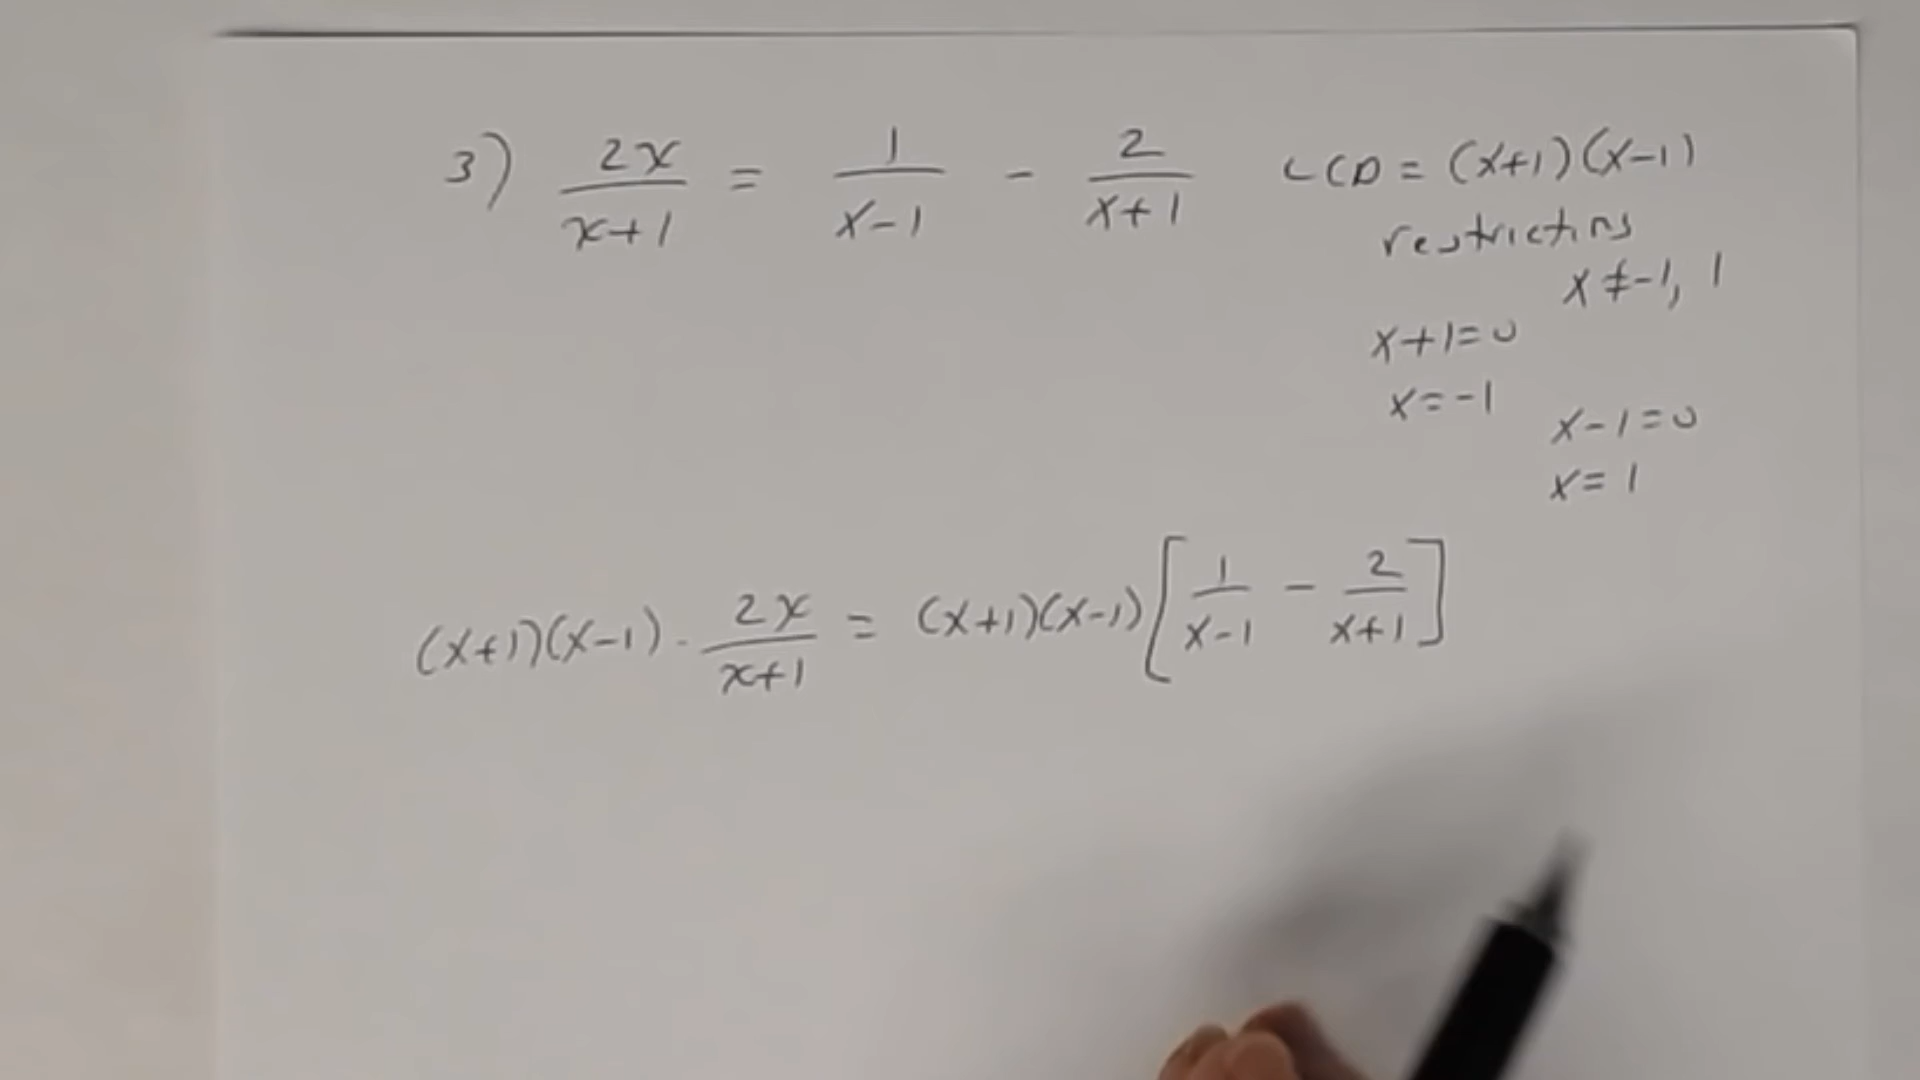 3) 2x/(x+1) = 1/(x-1) - 2/(x+1) LCD = (x+1)(x-1)
restrictins
x ≠ -1, 1
x+1=0
x=-1
x-1=0
x=1
(x+1)(x-1) · 2x/(x+1) = (x+1)(x-1)[1/(x-1) - 2/(x+1)]